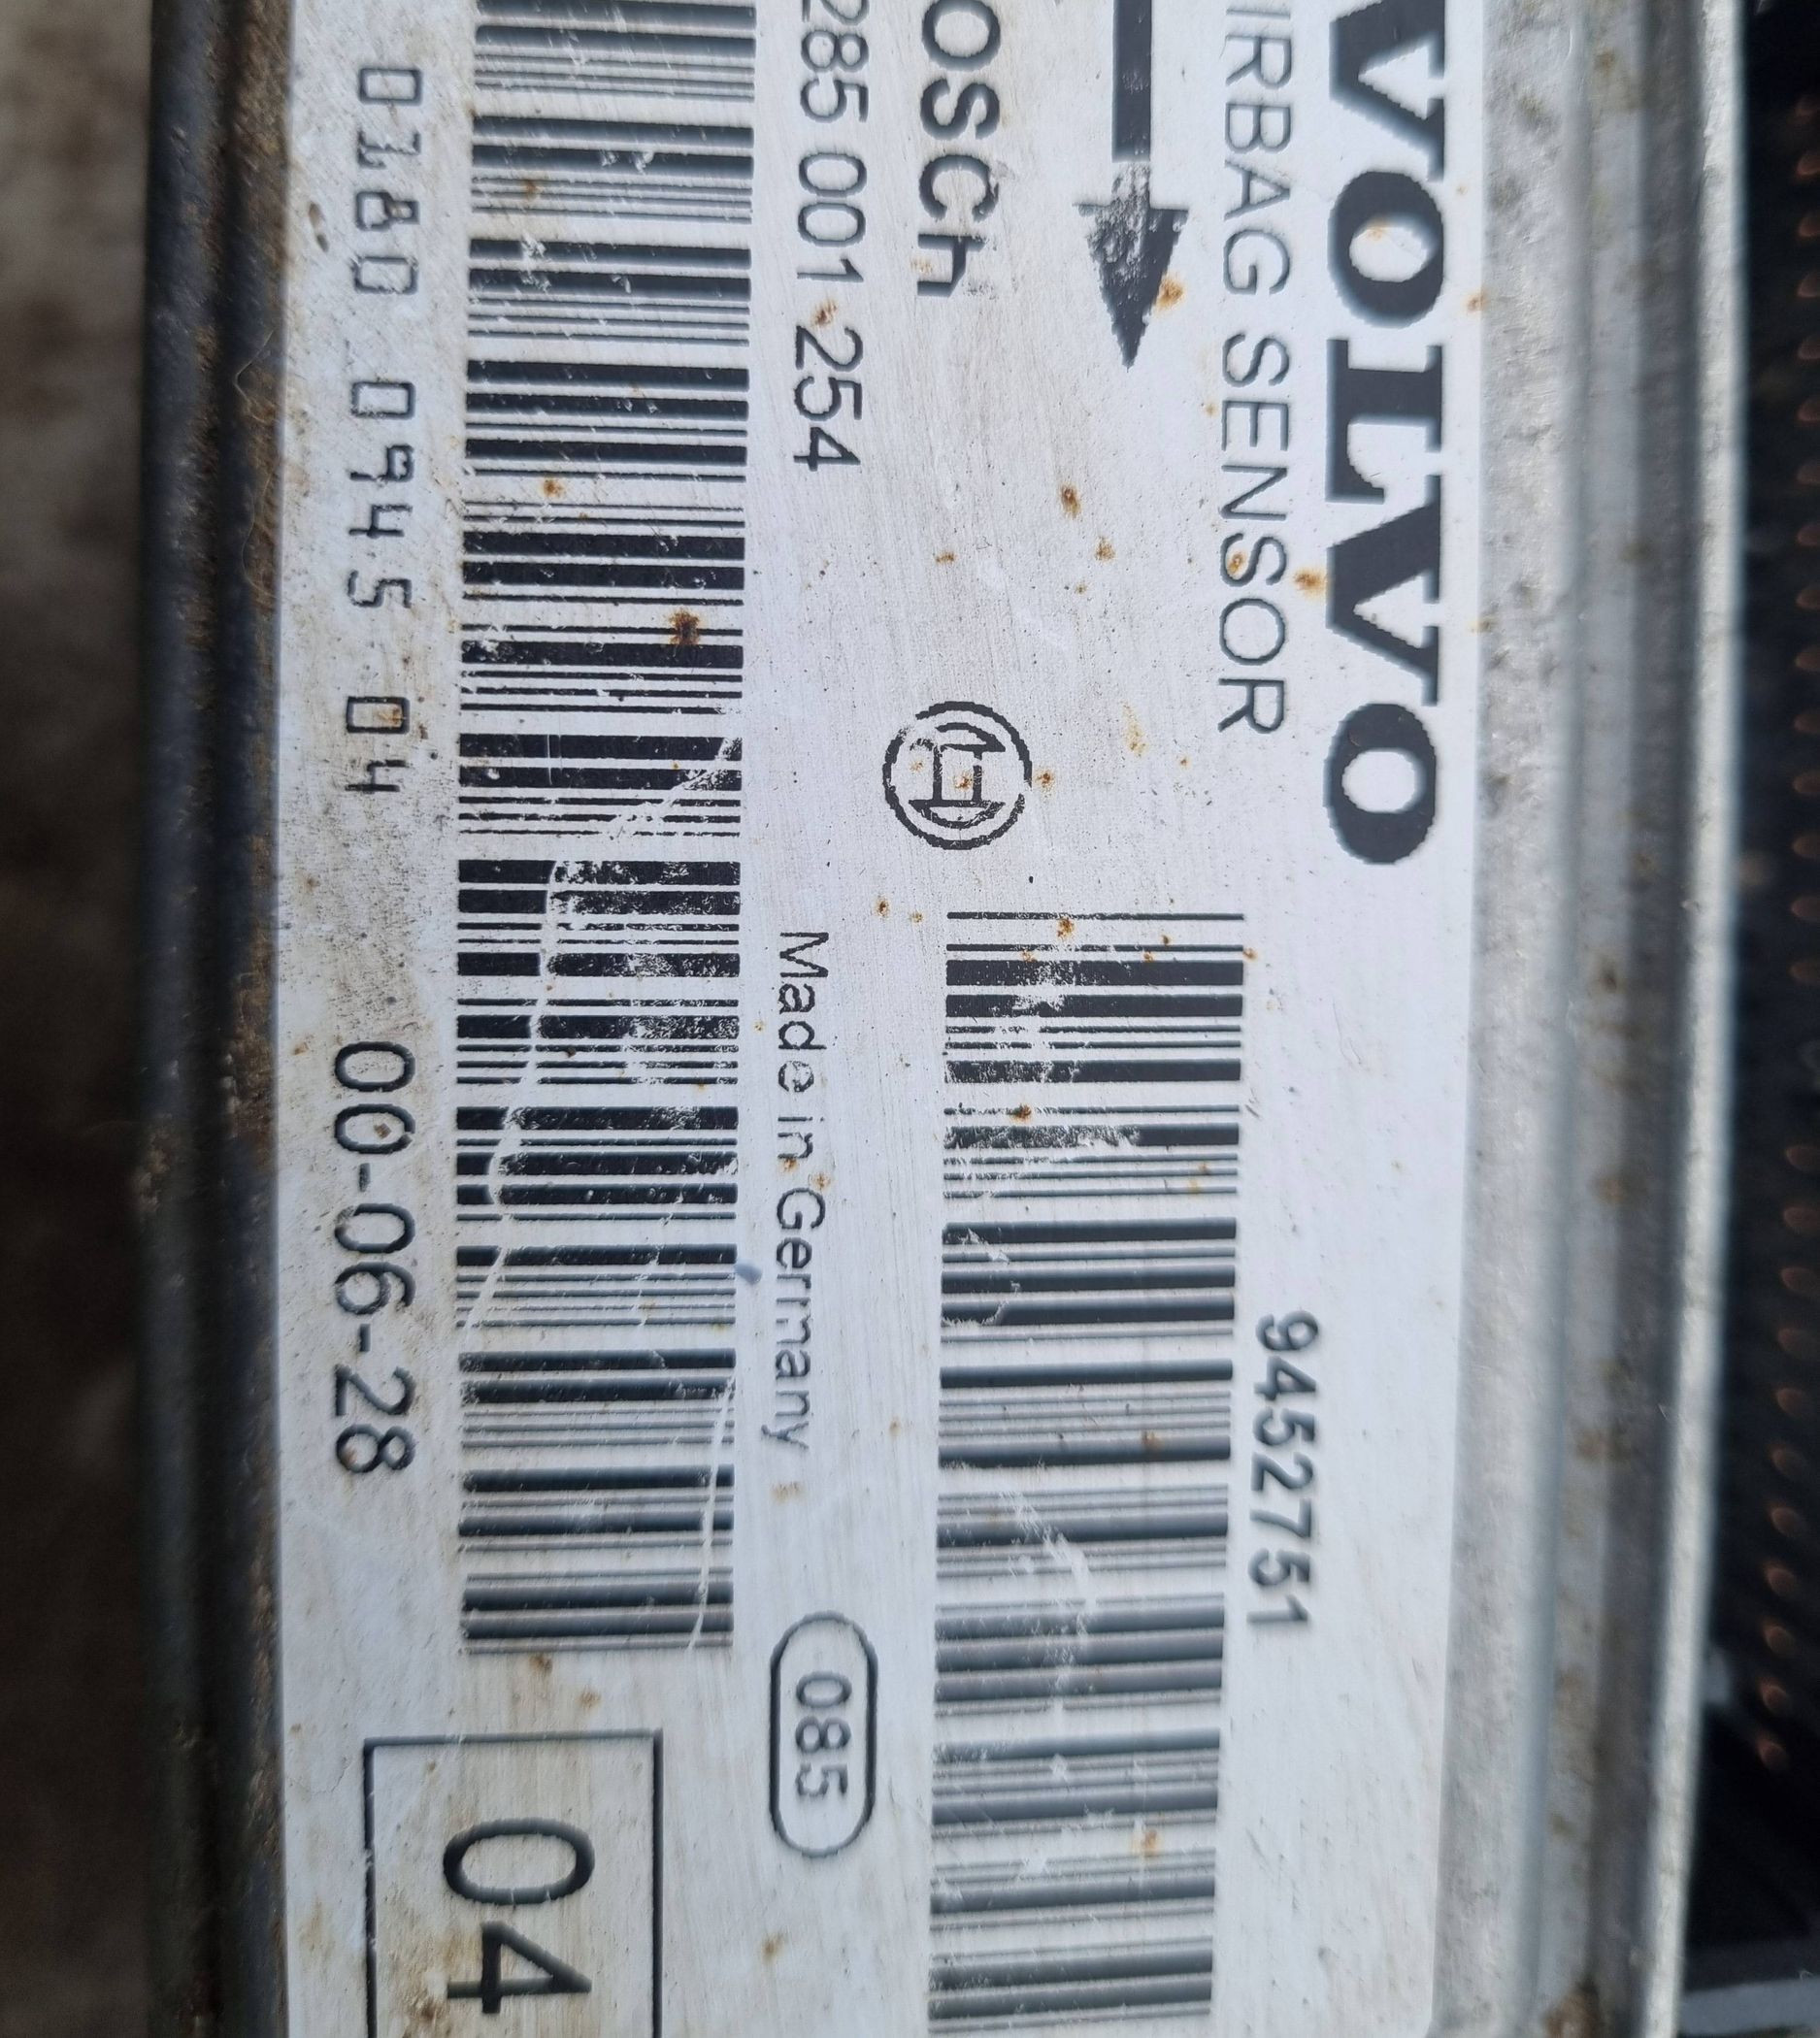 VOLVO
IRBAG SENSOR
9452751
OSCH
285 001 254
Made in Germany
085
0180 0945 04
00-06-28
04